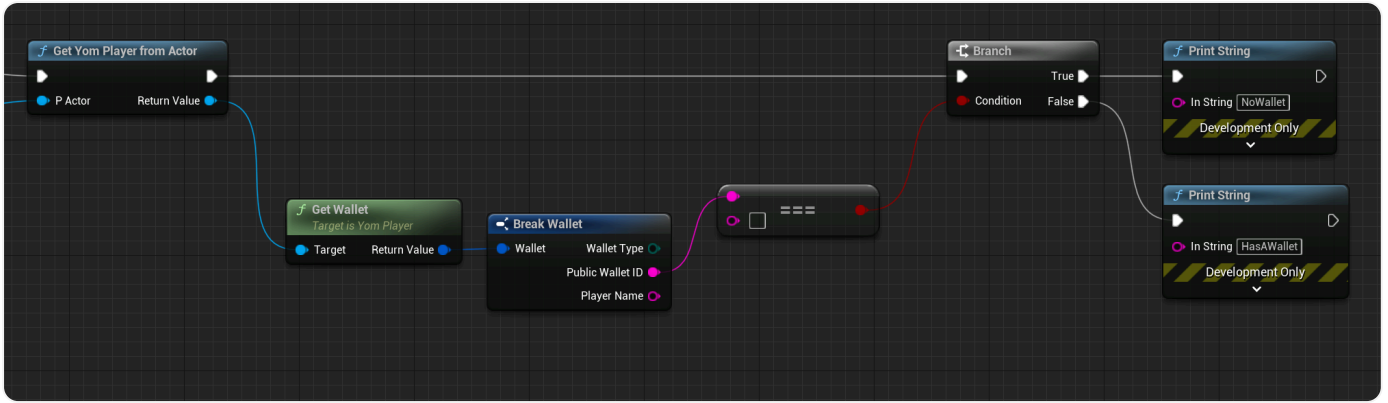 Get Yom Player from Actor
P Actor
Return Value
Get Wallet
Target is Yom Player
Target
Return Value
Break Wallet
Wallet
Wallet Type
Public Wallet ID
Player Name
===
Branch
True
Condition
False
Print String
In String NoWallet
Development Only
Print String
In String HasAWallet
Development Only